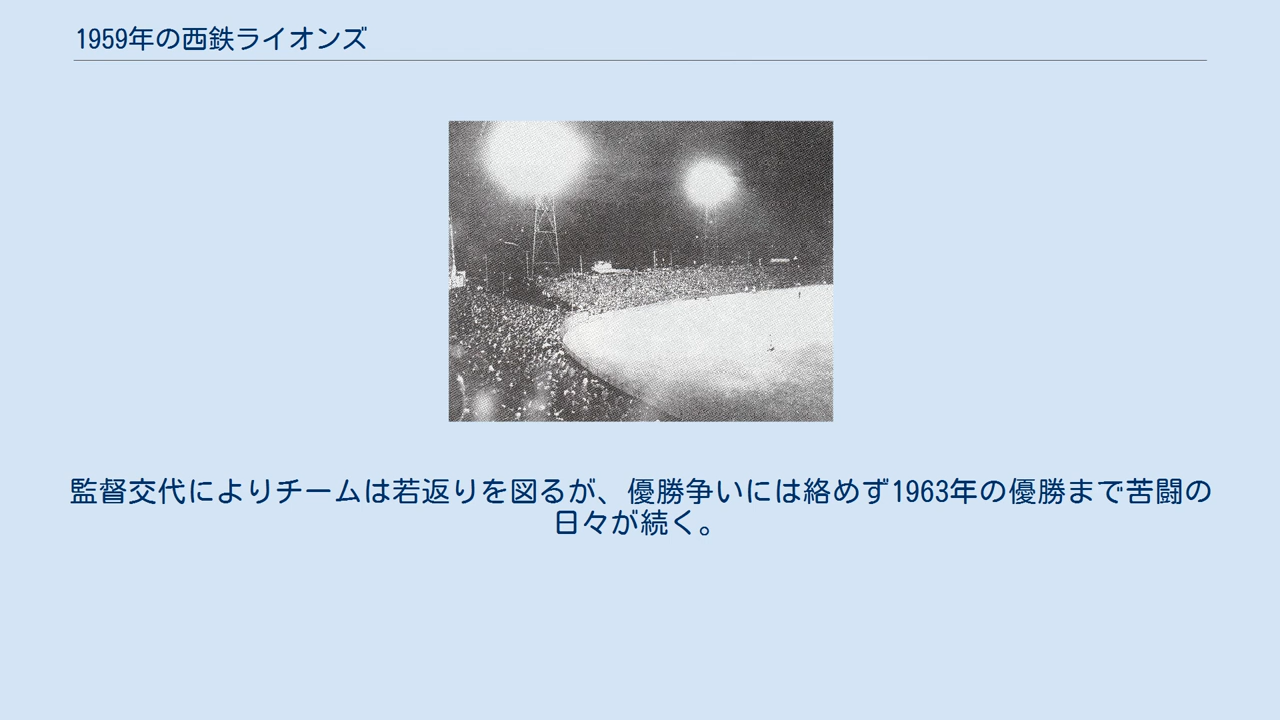 1959年の西鉄ライオンズ
監督交代によりチームは若返りを図るが、優勝争いには絡めず1963年の優勝まで苦闘の
日々が続く。